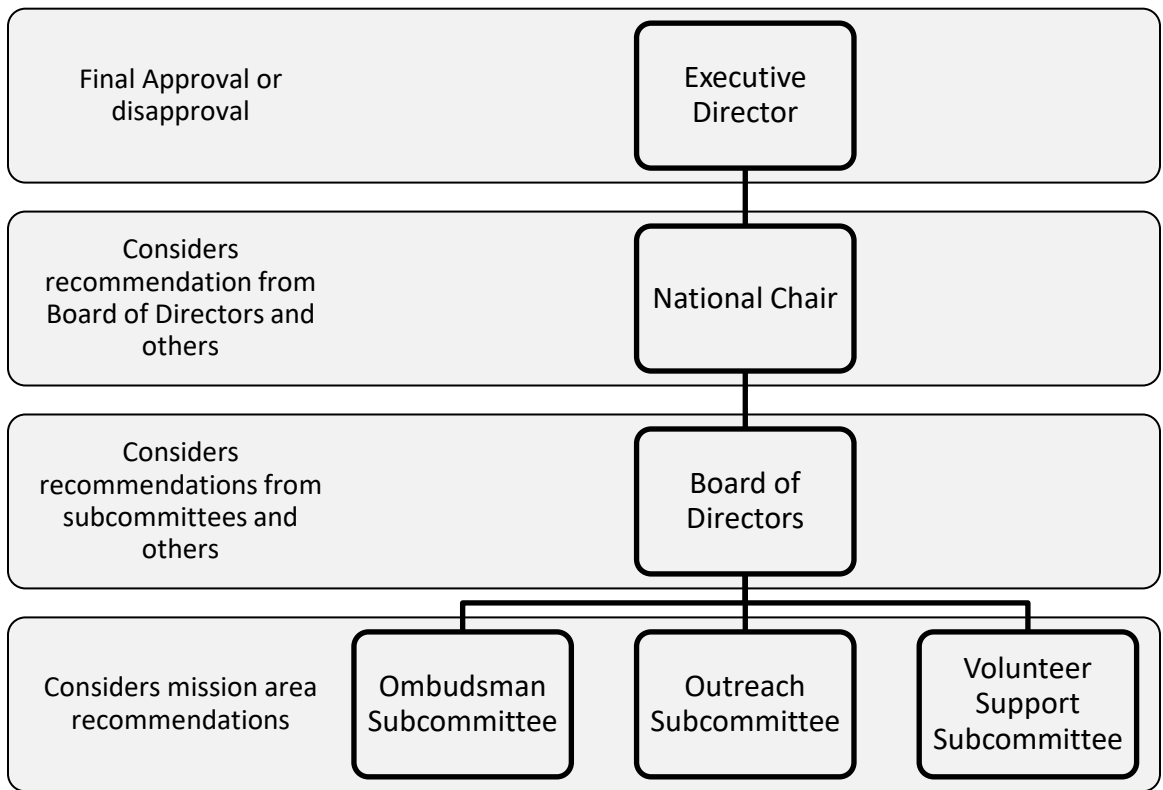 Final Approval or
disapproval
Executive
Director
Considers
recommendation from
Board of Directors and
others
National Chair
Considers
recommendations from
subcommittees and
others
Board of
Directors
Considers mission area
recommendations
Ombudsman
Subcommittee
Outreach
Subcommittee
Volunteer
Support
Subcommittee